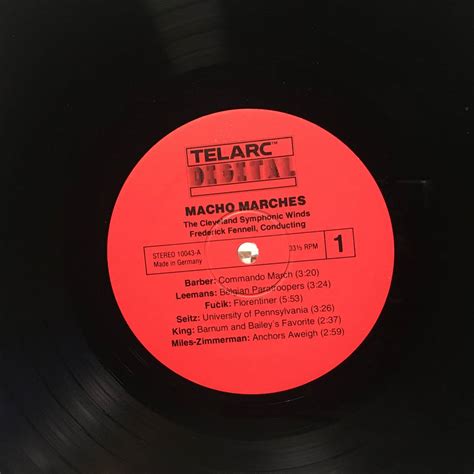 TELARC™
DIGITAL
MACHO MARCHES
The Cleveland Symphonic Winds
Frederick Fennell, Conducting
STEREO 10043-A
Made in Germany
33⅓ RPM
1
Barber: Commando March (3:20)
Leemans: Belgian Paratroopers (3:24)
Fučik: Florentiner (5:53)
Seitz: University of Pennsylvania (3:26)
King: Barnum and Bailey's Favorite (2:37)
Miles-Zimmerman: Anchors Aweigh (2:59)